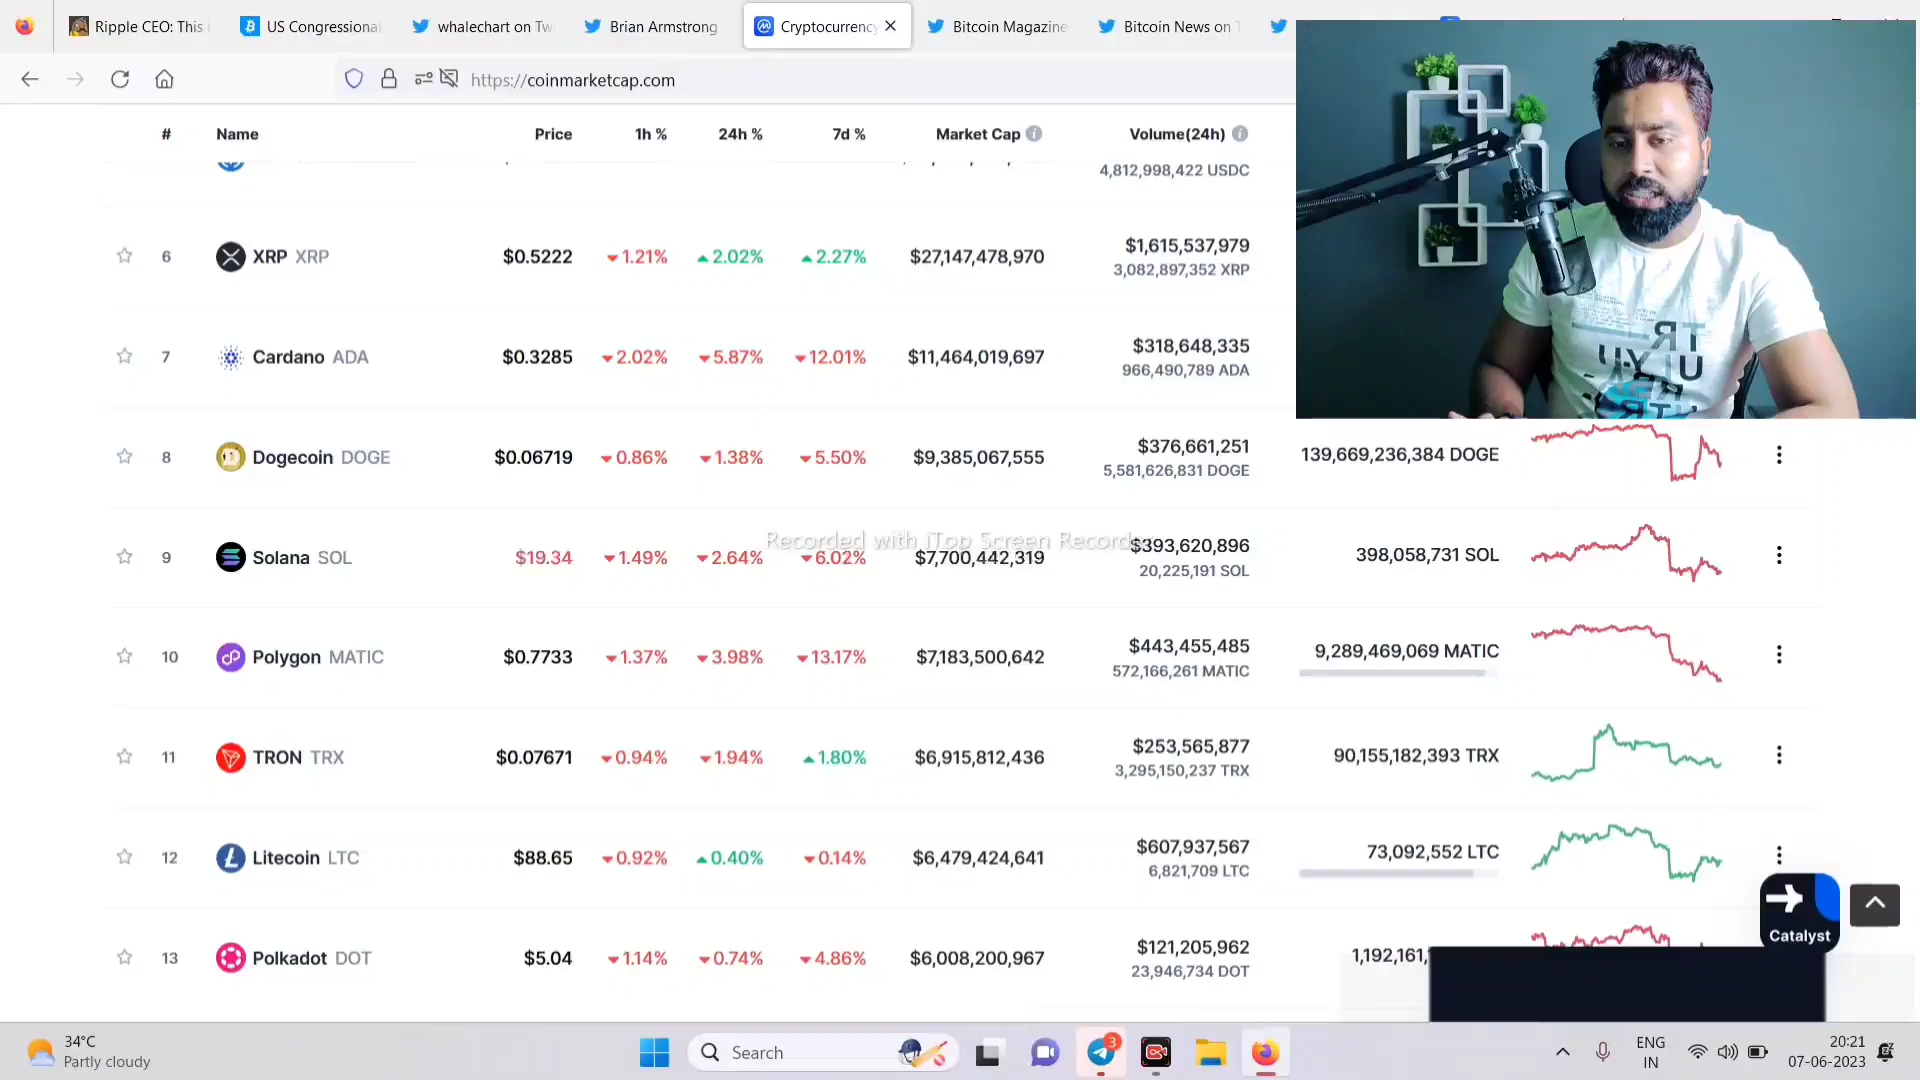 Ripple CEO: This i
US Congressional
whalechart on Tw
Brian Armstrong
Cryptocurrency
Bitcoin Magazine
Bitcoin News on T
https://coinmarketcap.com
# Name Price 1h % 24h % 7d % Market Cap Volume(24h)
4,812,998,422 USDC
6 XRP XRP $0.5222 1.21% 2.02% 2.27% $27,147,478,970 $1,615,537,979
3,082,897,352 XRP
7 Cardano ADA $0.3285 2.02% 5.87% 12.01% $11,464,019,697 $318,648,335
966,490,789 ADA
8 Dogecoin DOGE $0.06719 0.86% 1.38% 5.50% $9,385,067,555 $376,661,251 139,669,236,384 DOGE
5,581,626,831 DOGE
Recorded with iTop Screen Recorder
9 Solana SOL $19.34 1.49% 2.64% 6.02% $7,700,442,319 $393,620,896 398,058,731 SOL
20,225,191 SOL
10 Polygon MATIC $0.7733 1.37% 3.98% 13.17% $7,183,500,642 $443,455,485 9,289,469,069 MATIC
572,166,261 MATIC
11 TRON TRX $0.07671 0.94% 1.94% 1.80% $6,915,812,436 $253,565,877 90,155,182,393 TRX
3,295,150,237 TRX
12 Litecoin LTC $88.65 0.92% 0.40% 0.14% $6,479,424,641 $607,937,567 73,092,552 LTC
6,821,709 LTC
Catalyst
13 Polkadot DOT $5.04 1.14% 0.74% 4.86% $6,008,200,967 $121,205,962 1,192,161,
23,946,734 DOT
34°C
Partly cloudy
Search
3
ENG
IN
20:21
07-06-2023